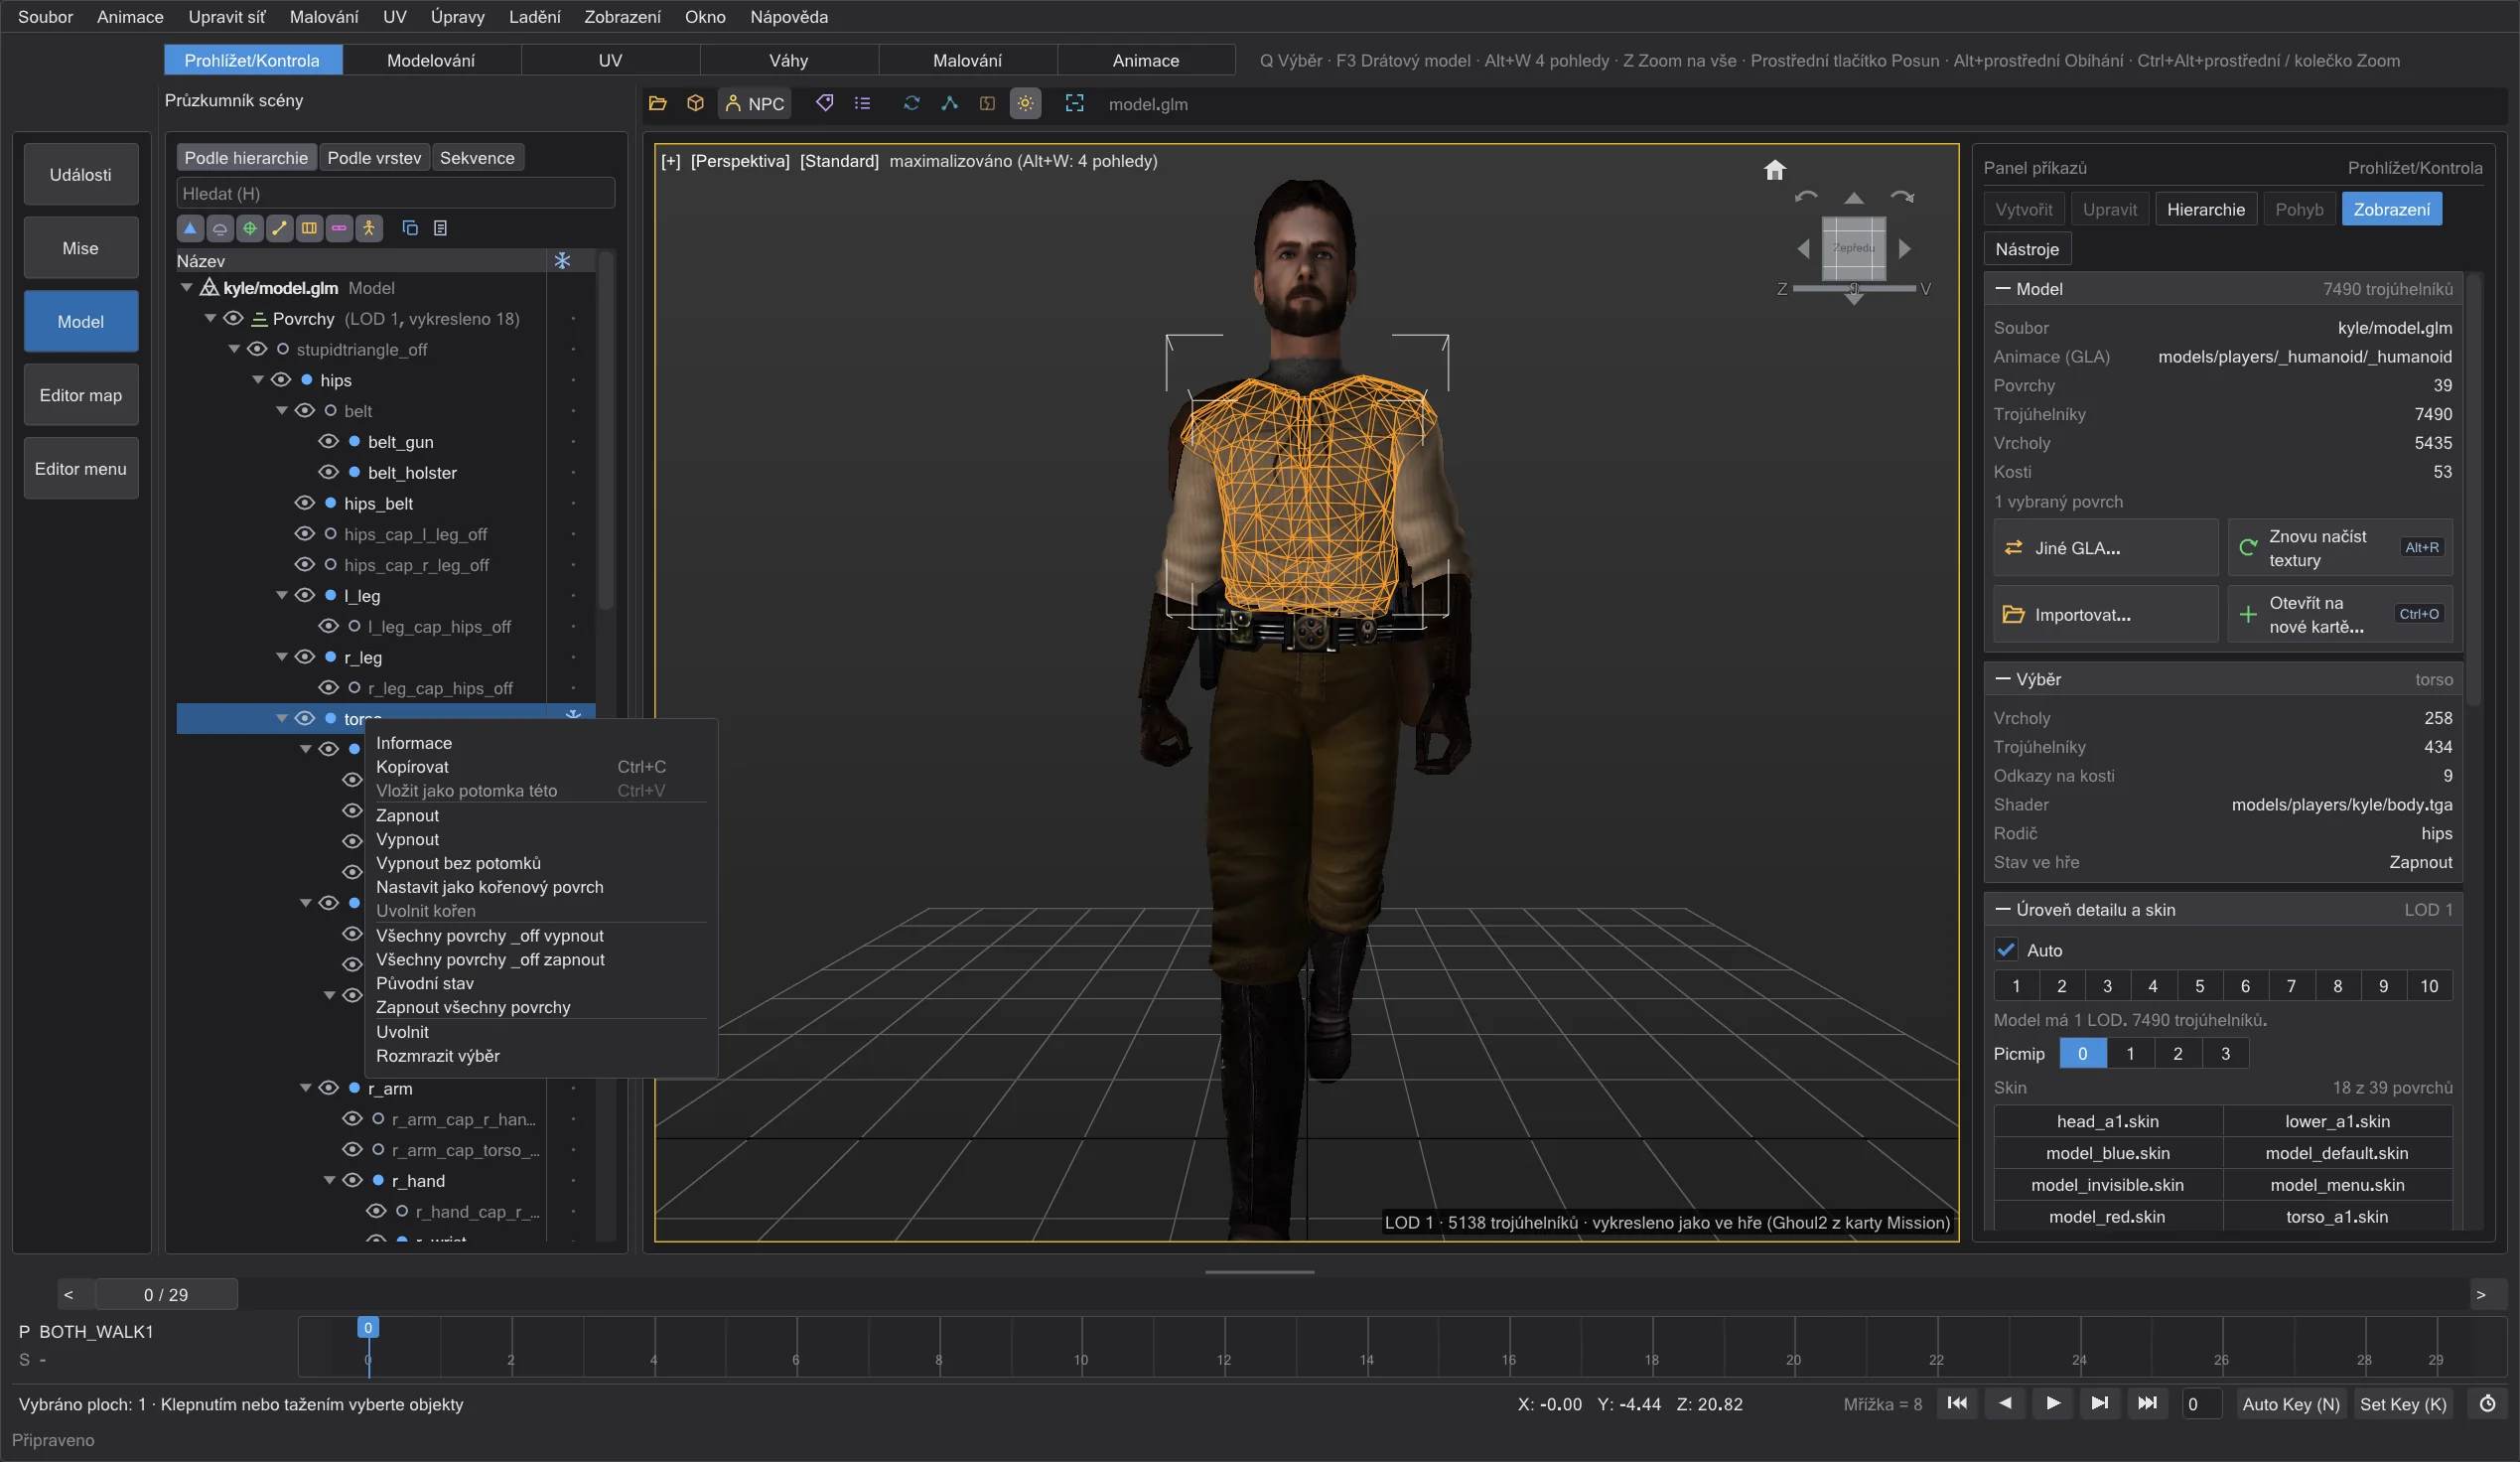 Soubor Animace Upravit síť Malování UV Úpravy Ladění Zobrazení Okno Nápověda
Prohlížet/Kontrola Modelování UV Váhy Malování Animace Q Výběr · F3 Drátový model · Alt+W 4 pohledy · Z Zoom na vše · Prostřední tlačítko Posun · Alt+prostřední Obíhání · Ctrl+Alt+prostřední / kolečko Zoom
Průzkumník scény
NPC model.glm
Události
Mise
Model
Editor map
Editor menu
Podle hierarchie Podle vrstev Sekvence
Hledat (H)
Název
kyle/model.glm Model
Povrchy (LOD 1, vykresleno 18)
stupidtriangle_off
hips
belt
belt_gun
belt_holster
hips_belt
hips_cap_l_leg_off
hips_cap_r_leg_off
l_leg
l_leg_cap_hips_off
r_leg
r_leg_cap_hips_off
torso
Informace
Kopírovat Ctrl+C
Vložit jako potomka této Ctrl+V
Zapnout
Vypnout
Vypnout bez potomků
Nastavit jako kořenový povrch
Uvolnit kořen
Všechny povrchy _off vypnout
Všechny povrchy _off zapnout
Původní stav
Zapnout všechny povrchy
Uvolnit
Rozmrazit výběr
r_arm
r_arm_cap_r_han...
r_arm_cap_torso_...
r_hand
r_hand_cap_r_...
[+] [Perspektiva] [Standard] maximalizováno (Alt+W: 4 pohledy)
Zepředu
Z V
LOD 1 · 5138 trojúhelníků · vykresleno jako ve hře (Ghoul2 z karty Mission)
Panel příkazů Prohlížet/Kontrola
Vytvořit Upravit Hierarchie Pohyb Zobrazení
Nástroje
Model 7490 trojúhelníků
Soubor kyle/model.glm
Animace (GLA) models/players/_humanoid/_humanoid
Povrchy 39
Trojúhelníky 7490
Vrcholy 5435
Kosti 53
1 vybraný povrch
Jiné GLA...
Znovu načíst textury Alt+R
Importovat...
Otevřít na nové kartě... Ctrl+O
Výběr torso
Vrcholy 258
Trojúhelníky 434
Odkazy na kosti 9
Shader models/players/kyle/body.tga
Rodič hips
Stav ve hře Zapnout
Úroveň detailu a skin LOD 1
Auto
1 2 3 4 5 6 7 8 9 10
Model má 1 LOD. 7490 trojúhelníků.
Picmip 0 1 2 3
Skin 18 z 39 povrchů
head_a1.skin lower_a1.skin
model_blue.skin model_default.skin
model_invisible.skin model_menu.skin
model_red.skin torso_a1.skin
< 0 / 29 >
P BOTH_WALK1
S -
0
0 2 4 6 8 10 12 14 16 18 20 22 24 26 28 29
Vybráno ploch: 1 · Klepnutím nebo tažením vyberte objekty X: -0.00 Y: -4.44 Z: 20.82 Mřížka = 8 0 Auto Key (N) Set Key (K)
Připraveno